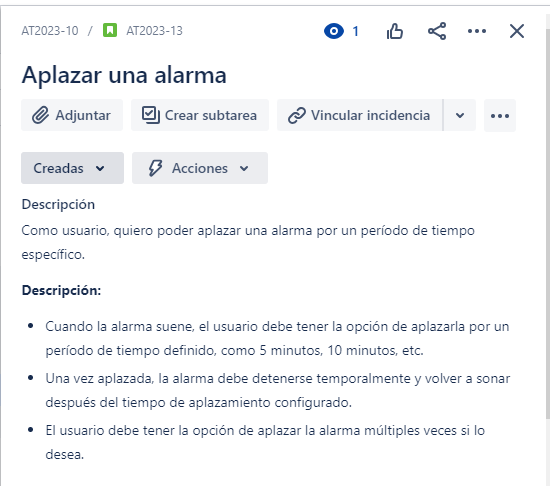 AT2023-10 / AT2023-13 1
Aplazar una alarma
Adjuntar Crear subtarea Vincular incidencia
Creadas Acciones
Descripción
Como usuario, quiero poder aplazar una alarma por un período de tiempo
específico.
Descripción:
• Cuando la alarma suene, el usuario debe tener la opción de aplazarla por un
período de tiempo definido, como 5 minutos, 10 minutos, etc.
• Una vez aplazada, la alarma debe detenerse temporalmente y volver a sonar
después del tiempo de aplazamiento configurado.
• El usuario debe tener la opción de aplazar la alarma múltiples veces si lo
desea.